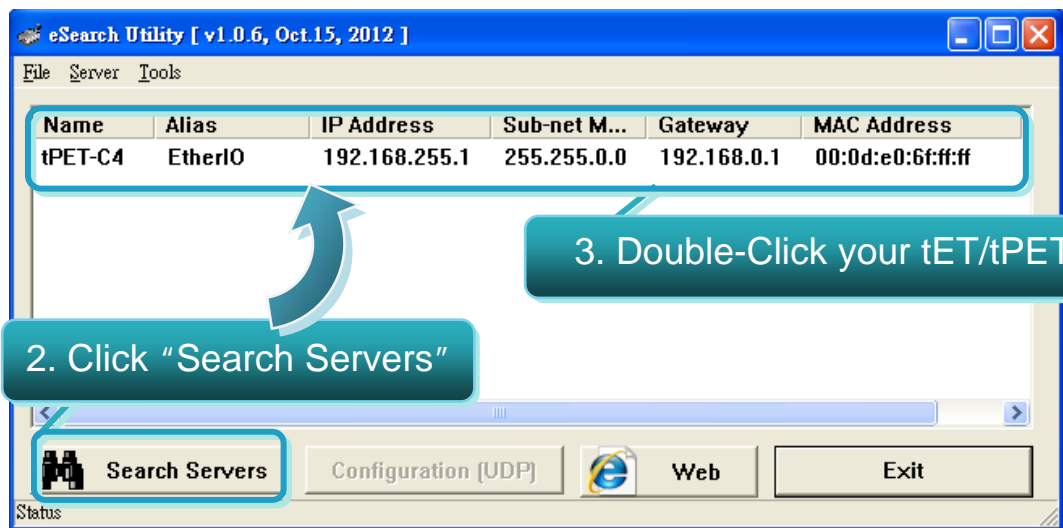 eSearch Utility [ v1.0.6, Oct.15, 2012 ]
File Server Tools
Name Alias IP Address Sub-net M... Gateway MAC Address
tPET-C4 EtherIO 192.168.255.1 255.255.0.0 192.168.0.1 00:0d:e0:6f:ff:ff
3. Double-Click your tET/tPET
2. Click “Search Servers”
Search Servers Configuration (UDP) Web Exit
Status